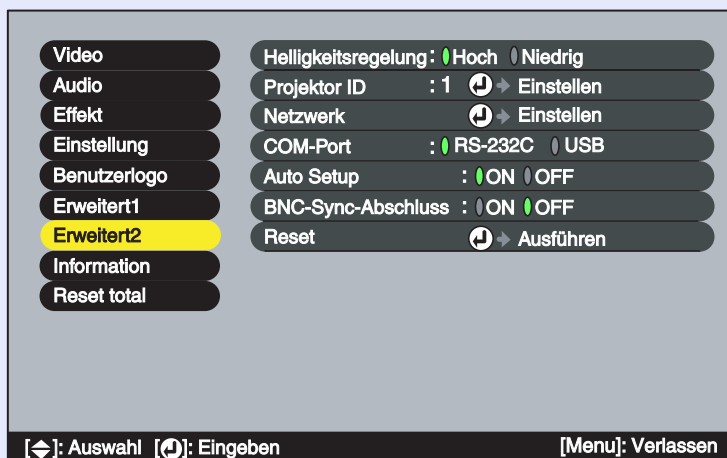 Video
Audio
Effekt
Einstellung
Benutzerlogo
Erweitert1
Erweitert2
Information
Reset total
Helligkeitsregelung: Hoch Niedrig
Projektor ID : 1 Einstellen
Netzwerk Einstellen
COM-Port : RS-232C USB
Auto Setup : ON OFF
BNC-Sync-Abschluss : ON OFF
Reset Ausführen
[ ]: Auswahl [ ]: Eingeben [Menu]: Verlassen